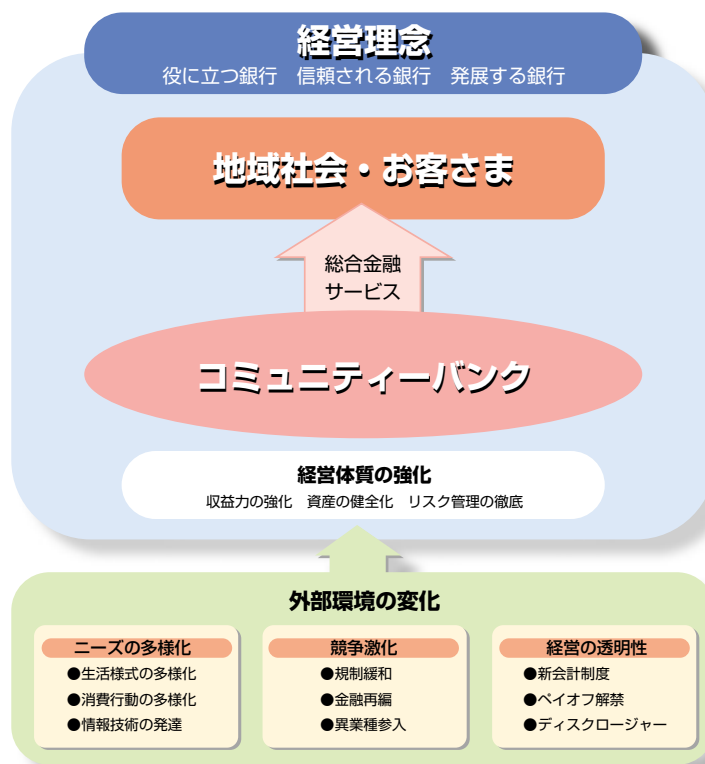 経営理念
役に立つ銀行 信頼される銀行 発展する銀行
地域社会・お客さま
総合金融
サービス
コミュニティーバンク
経営体質の強化
収益力の強化 資産の健全化 リスク管理の徹底
外部環境の変化
ニーズの多様化
●生活様式の多様化
●消費行動の多様化
●情報技術の発達
競争激化
●規制緩和
●金融再編
●異業種参入
経営の透明性
●新会計制度
●ペイオフ解禁
●ディスクロージャー